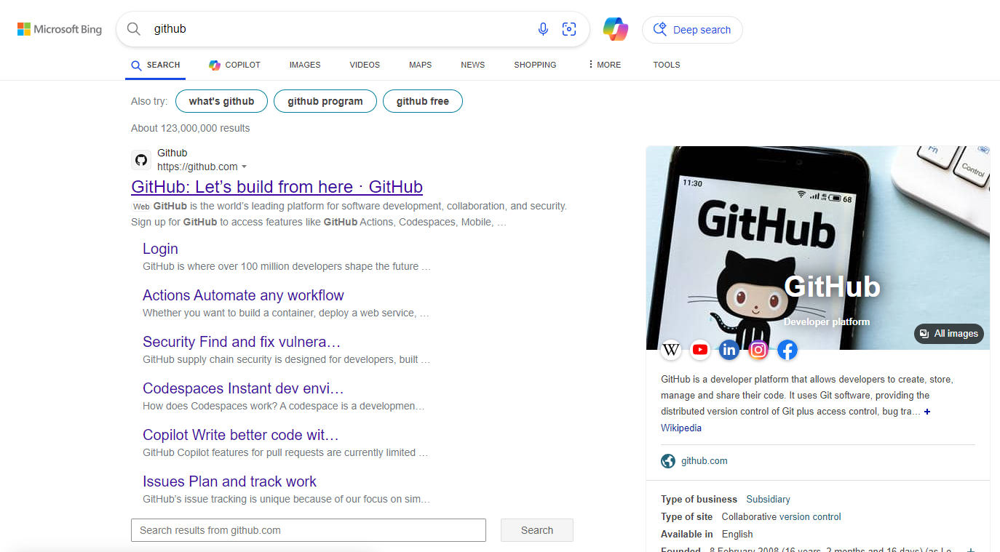 Microsoft Bing
github
Deep search
SEARCH
COPILOT
IMAGES
VIDEOS
MAPS
NEWS
SHOPPING
MORE
TOOLS
Also try:
what's github
github program
github free
About 123,000,000 results
Github
https://github.com
GitHub: Let’s build from here · GitHub
Web GitHub is the world’s leading platform for software development, collaboration, and security.
Sign up for GitHub to access features like GitHub Actions, Codespaces, Mobile, …
Login
GitHub is where over 100 million developers shape the future …
Actions Automate any workflow
Whether you want to build a container, deploy a web service, …
Security Find and fix vulnera…
GitHub supply chain security is designed for developers, built …
Codespaces Instant dev envi…
How does Codespaces work? A codespace is a developmen…
Copilot Write better code wit…
GitHub Copilot features for pull requests are currently limited …
Issues Plan and track work
GitHub’s issue tracking is unique because of our focus on sim…
Search results from github.com
Search
11:30
68
Fn
Control
GitHub
GitHub
Developer platform
All images
W
in
GitHub is a developer platform that allows developers to create, store,
manage and share their code. It uses Git software, providing the
distributed version control of Git plus access control, bug tra… +
Wikipedia
github.com
Type of business Subsidiary
Type of site Collaborative version control
Available in English
Founded 8 February 2008 (16 years, 2 months and 16 days) (as Lo…